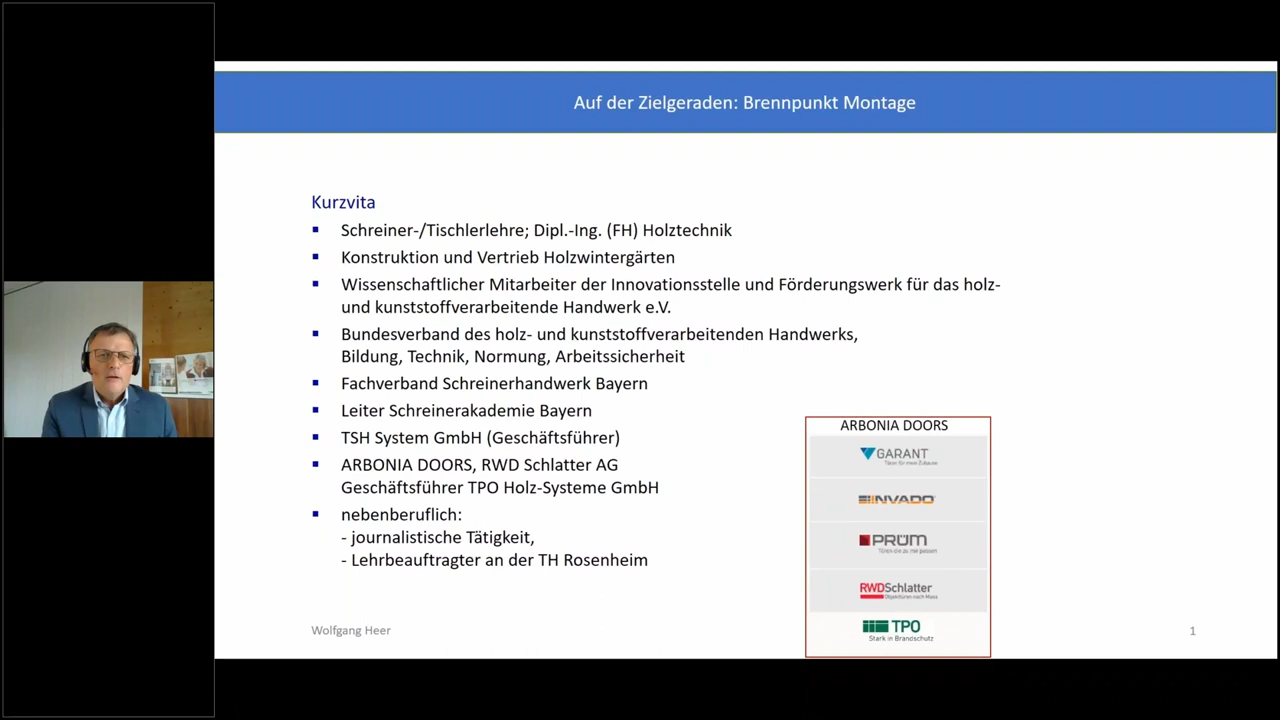 Auf der Zielgeraden: Brennpunkt Montage
Kurzvita
▪ Schreiner-/Tischlerlehre; Dipl.-Ing. (FH) Holztechnik
▪ Konstruktion und Vertrieb Holzwintergärten
▪ Wissenschaftlicher Mitarbeiter der Innovationsstelle und Förderungswerk für das holz-
und kunststoffverarbeitende Handwerk e.V.
▪ Bundesverband des holz- und kunststoffverarbeitenden Handwerks,
Bildung, Technik, Normung, Arbeitssicherheit
▪ Fachverband Schreinerhandwerk Bayern
▪ Leiter Schreinerakademie Bayern
▪ TSH System GmbH (Geschäftsführer)
▪ ARBONIA DOORS, RWD Schlatter AG
Geschäftsführer TPO Holz-Systeme GmbH
▪ nebenberuflich:
- journalistische Tätigkeit,
- Lehrbeauftragter an der TH Rosenheim
ARBONIA DOORS
GARANT
Türen für mein Zuhause
INVADO
PRÜM
Türen die zu mir passen
RWDSchlatter
Objekttüren nach Mass
TPO
Stark in Brandschutz
Wolfgang Heer
1